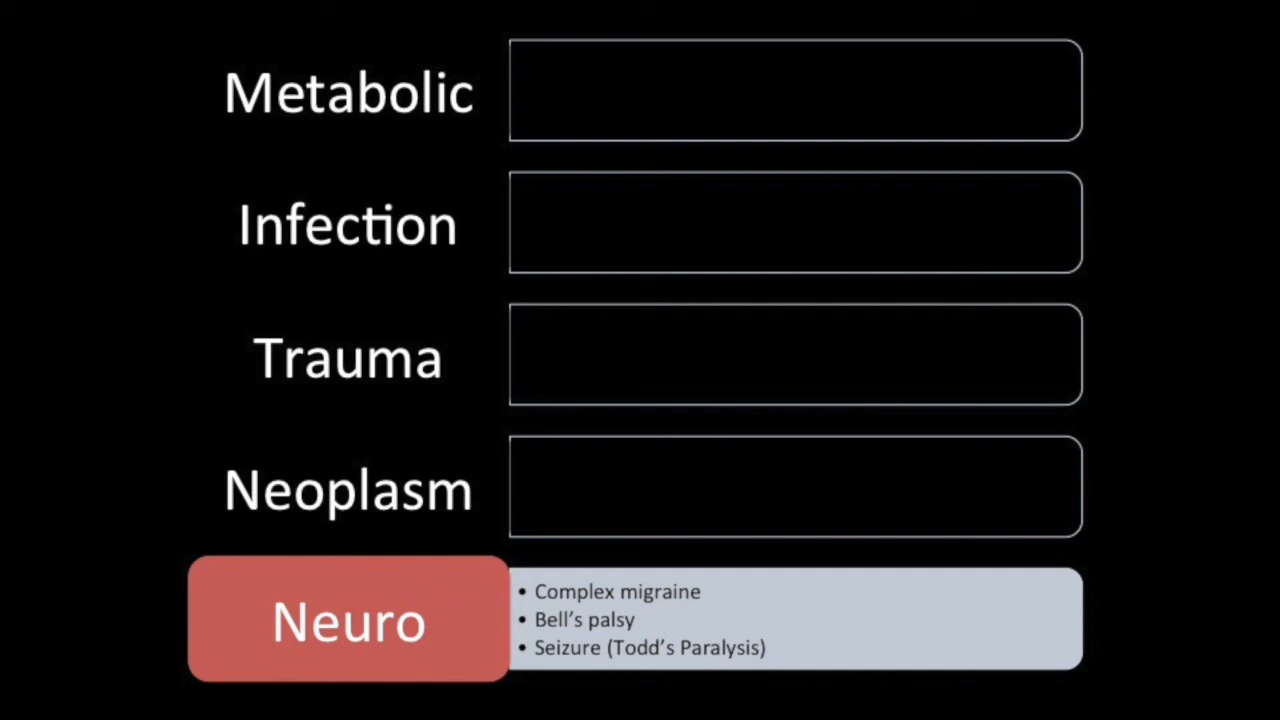 Metabolic
Infection
Trauma
Neoplasm
Neuro
• Complex migraine
• Bell's palsy
• Seizure (Todd's Paralysis)